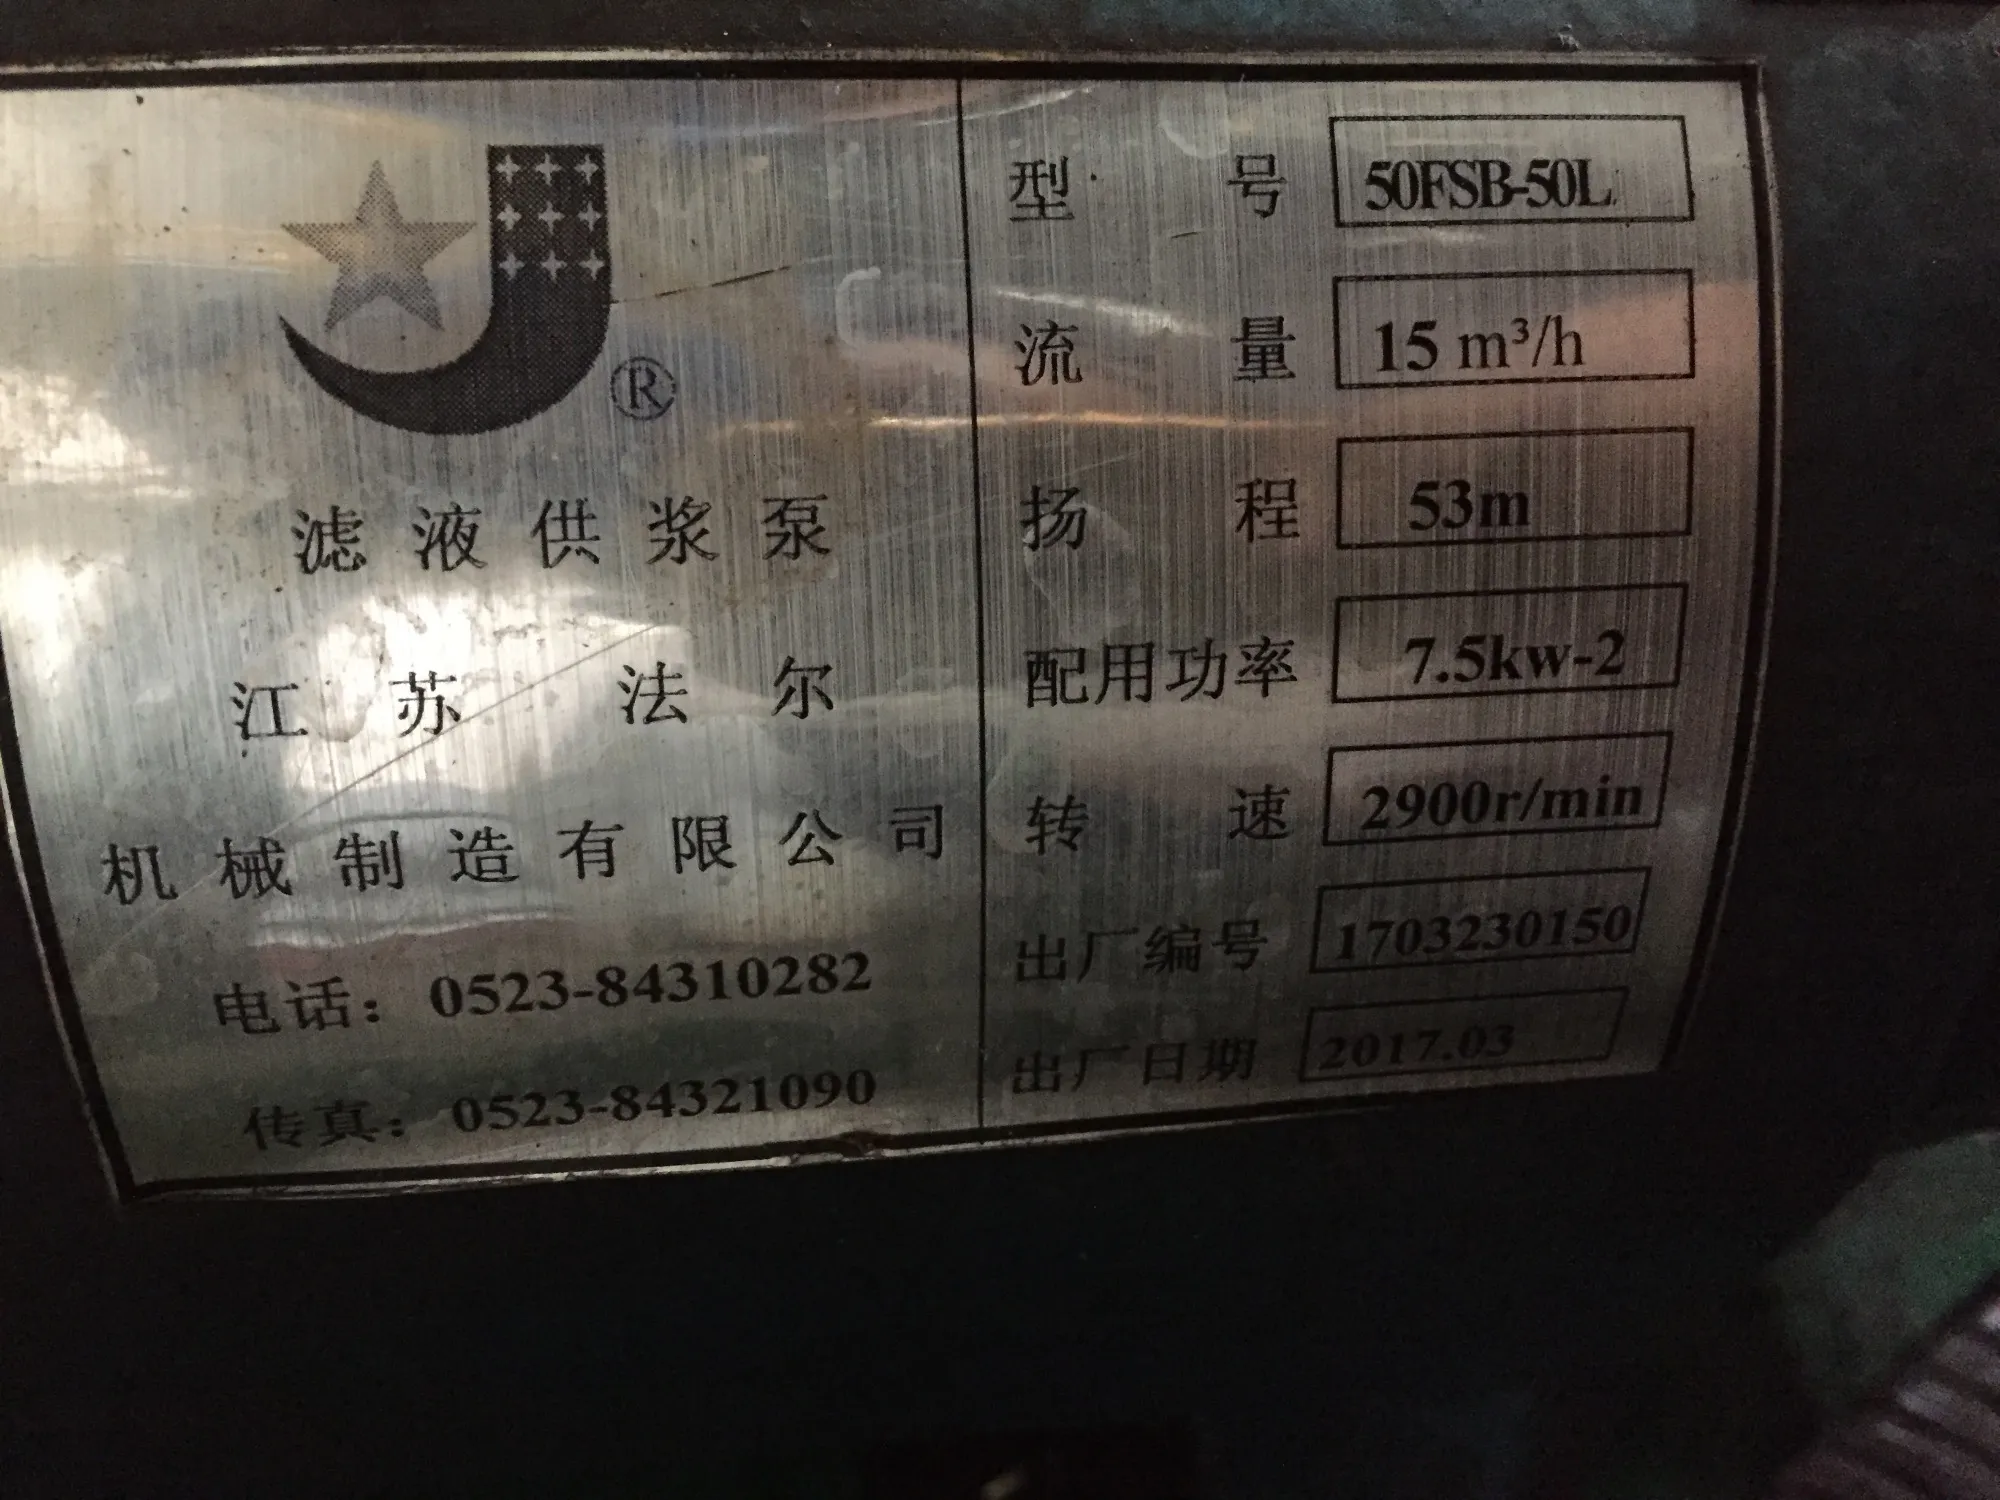 ®
滤液供浆泵
江苏 法尔
机械制造有限公司
电话：0523-84310282
传真：0523-84321090
型号 50FSB-50L
流量 15 m³/h
扬程 53m
配用功率 7.5kw-2
转速 2900r/min
出厂编号 1703230150
出厂日期 2017.03